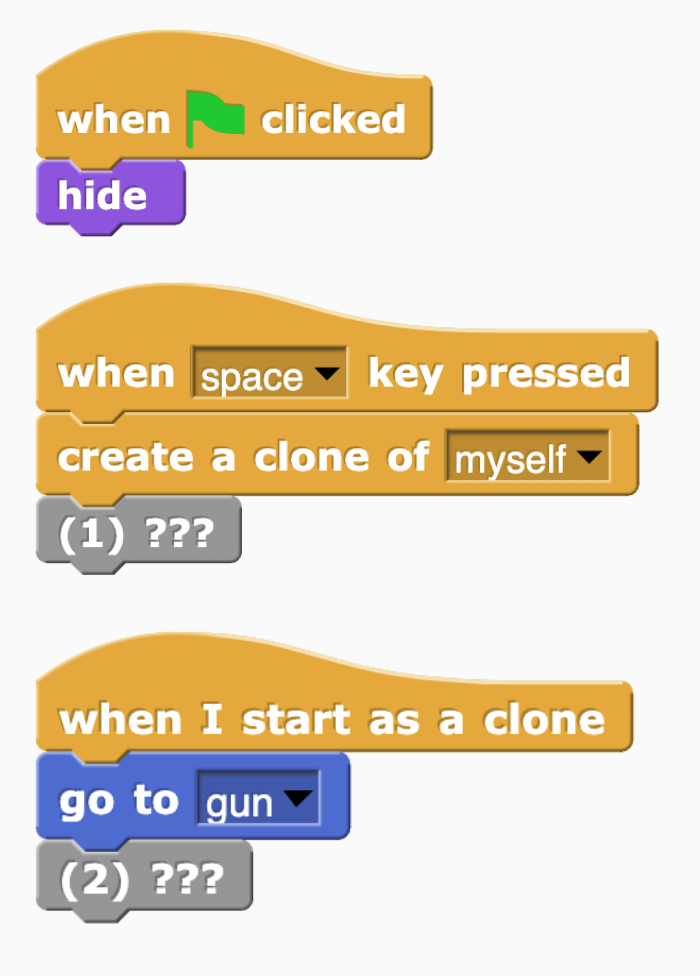 when clicked
hide
when space key pressed
create a clone of myself
(1) ???
when I start as a clone
go to gun
(2) ???